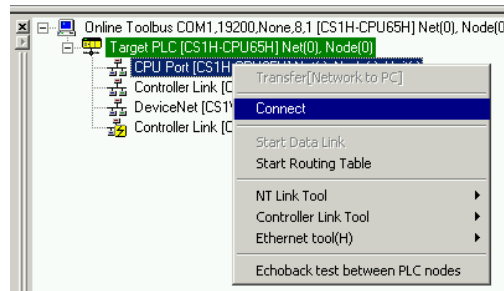 Online Toolbus COM1,19200,None,8,1 [CS1H-CPU65H] Net(0), Node(0
Target PLC [CS1H-CPU65H] Net(0), Node(0)
CPU Port [CS1H
Controller Link [C
DeviceNet [CS1
Controller Link [C
Transfer[Network to PC]
Connect
Start Data Link
Start Routing Table
NT Link Tool
Controller Link Tool
Ethernet tool(H)
Echoback test between PLC nodes